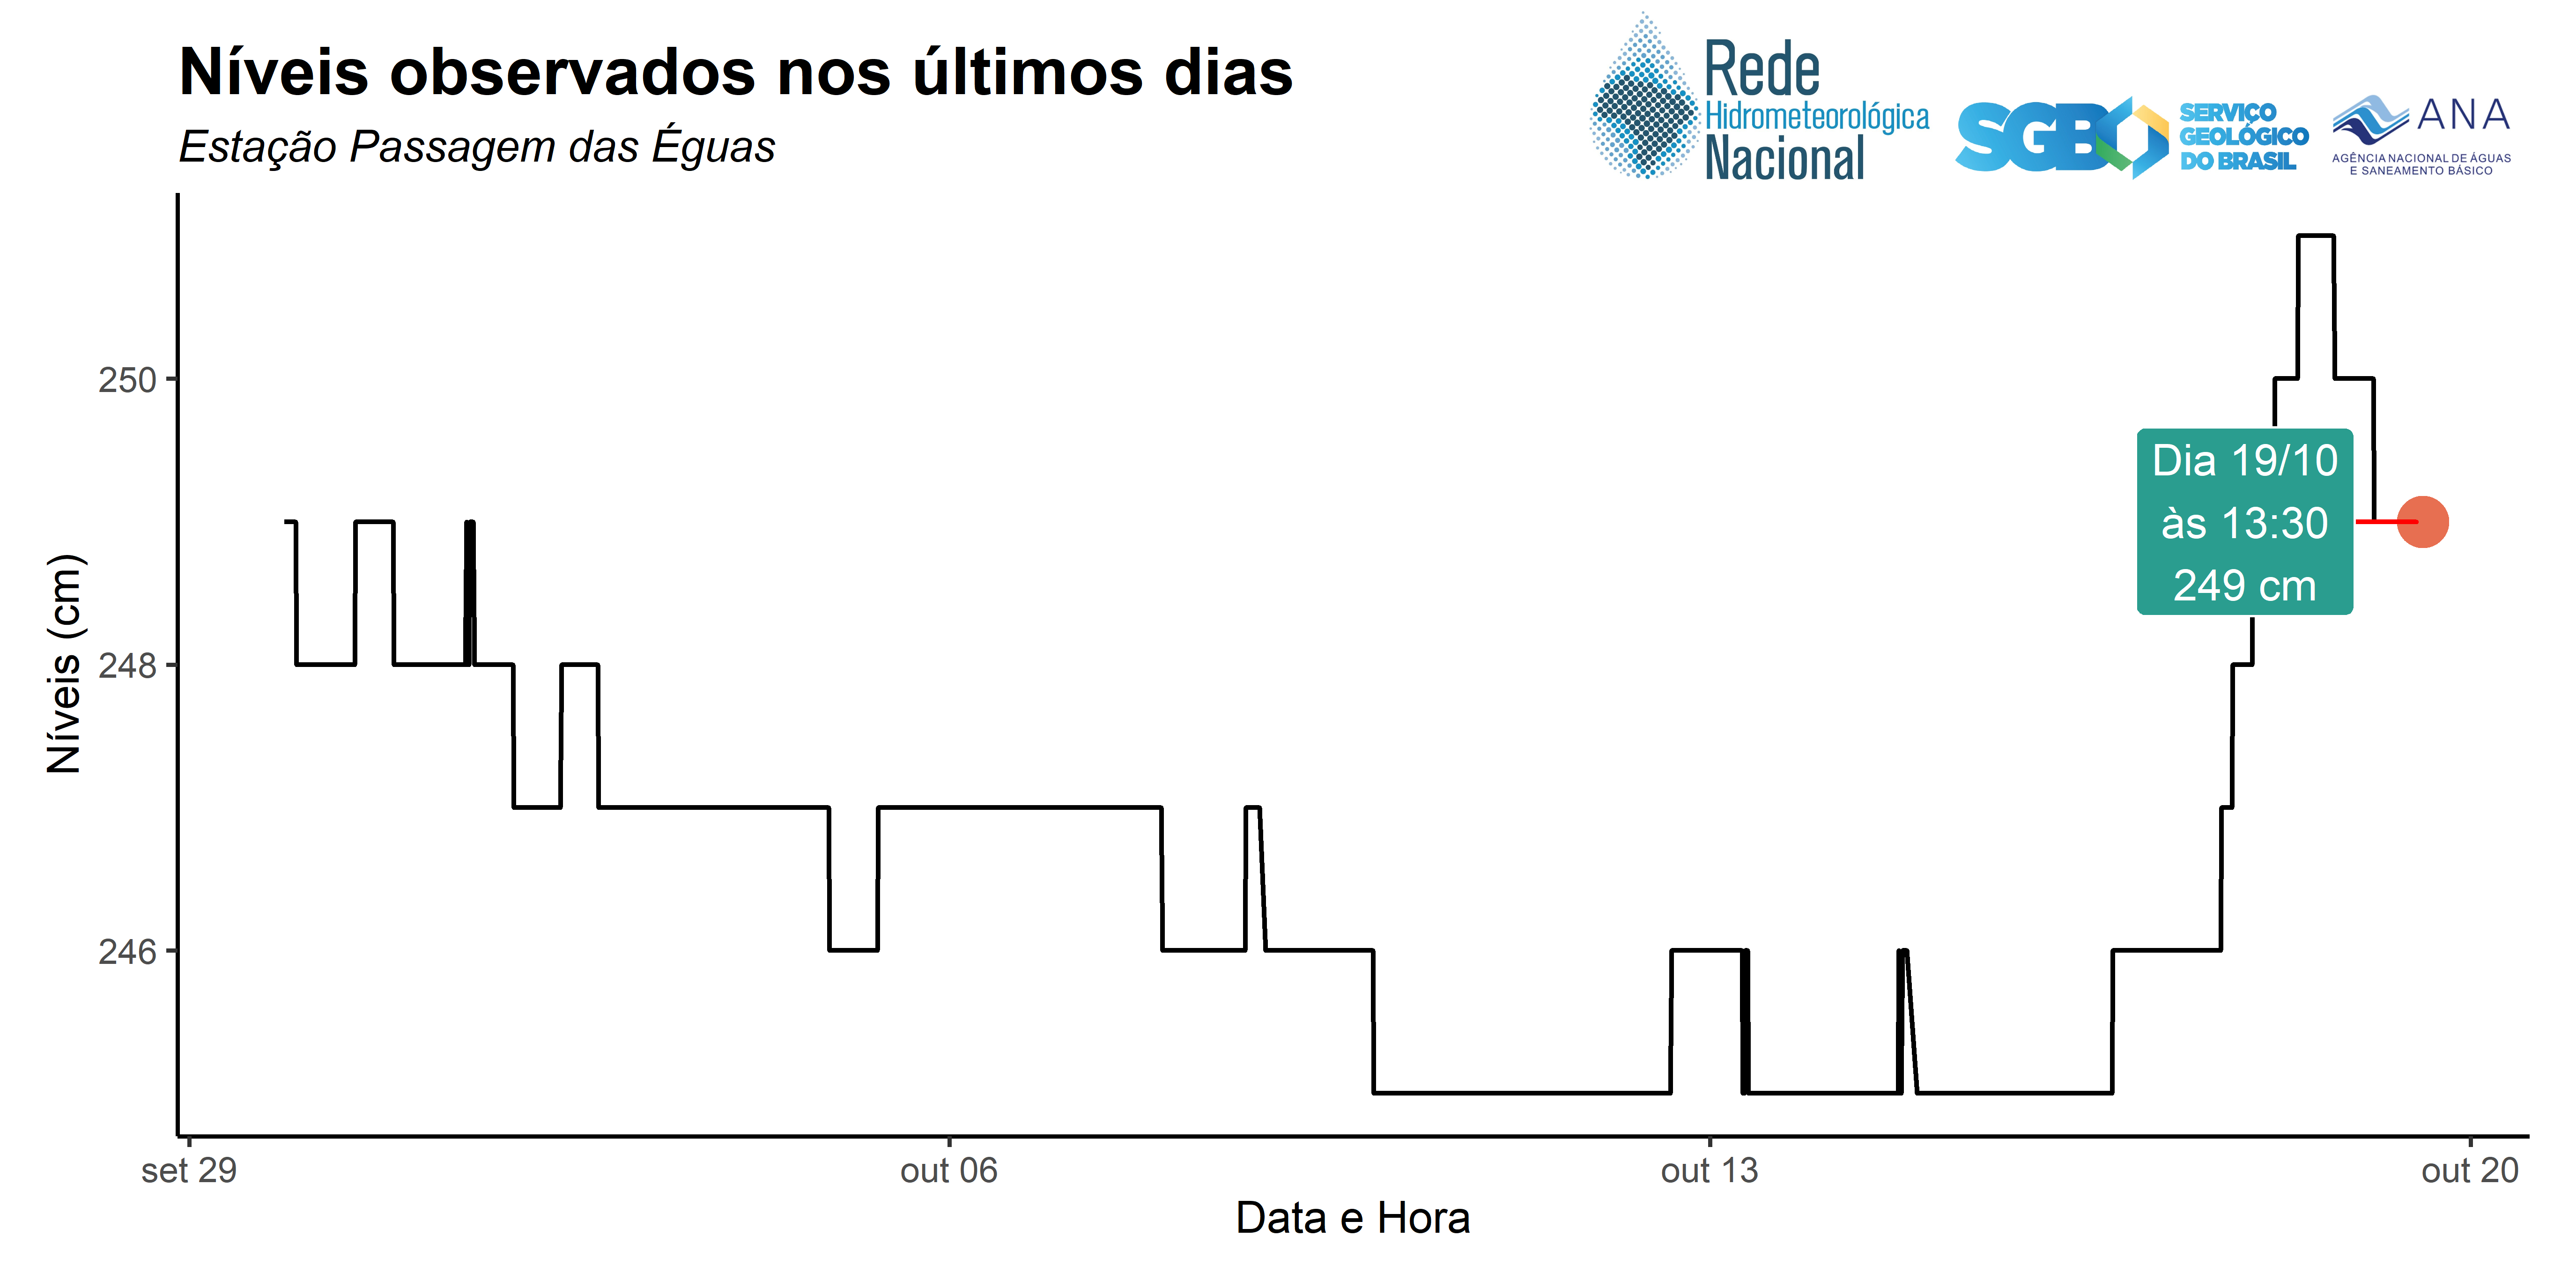 Níveis observados nos últimos dias
Estação Passagem das Éguas
Rede
Hidrometeorológica
Nacional
SGB
SERVIÇO
GEOLÓGICO
DO BRASIL
ANA
AGÊNCIA NACIONAL DE ÁGUAS
E SANEAMENTO BÁSICO
Níveis (cm)
250
248
246
Dia 19/10
às 13:30
249 cm
set 29
out 06
out 13
out 20
Data e Hora